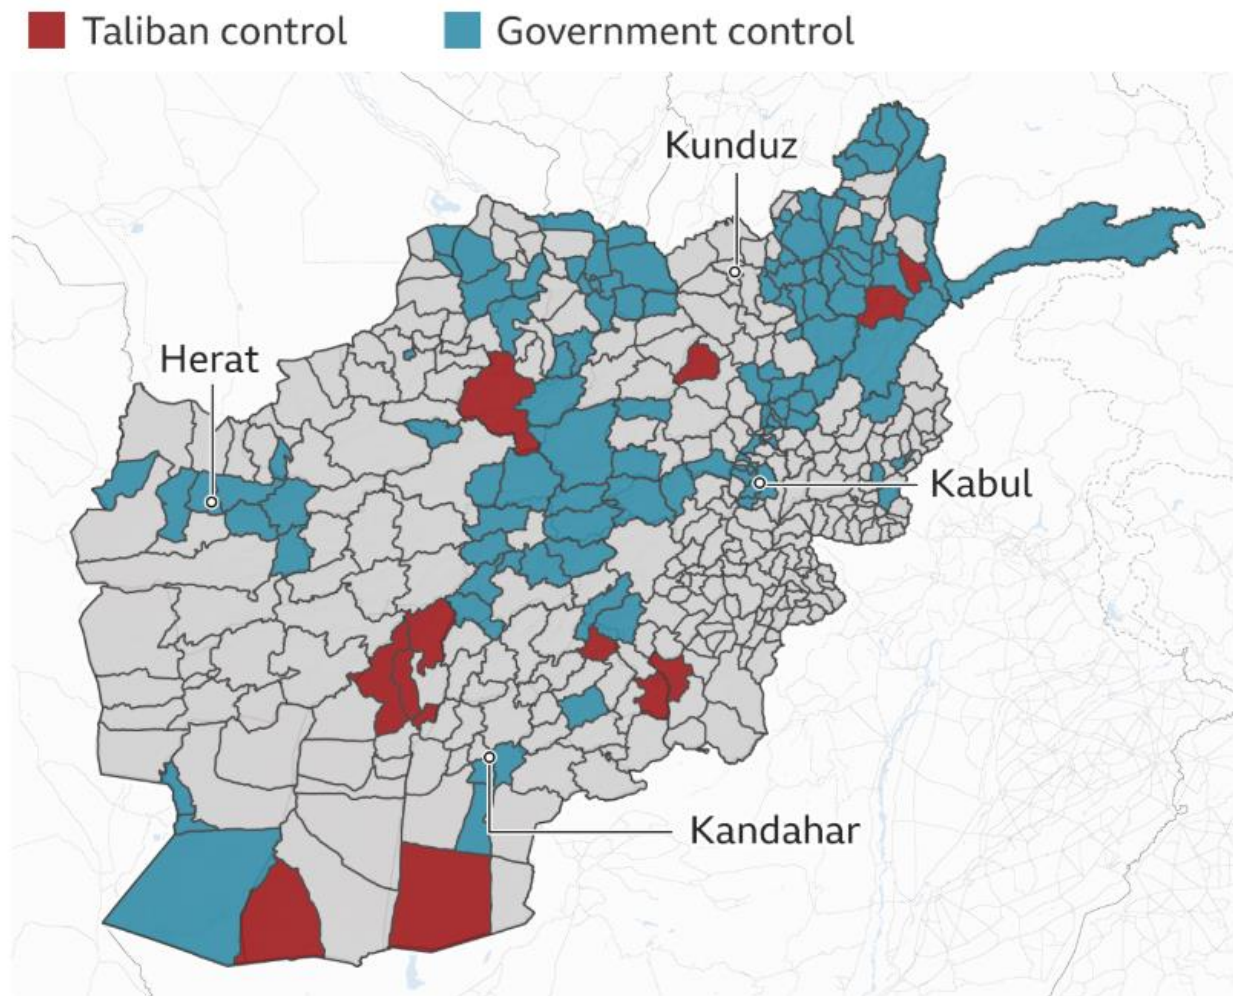 Taliban control
Government control
Kunduz
Herat
Kabul
Kandahar